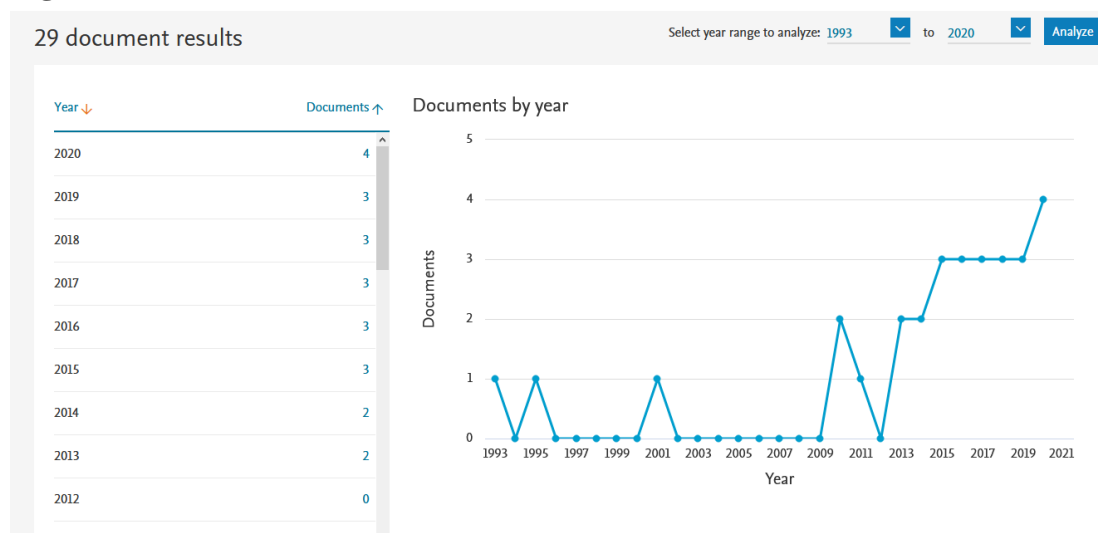 29 document results
Select year range to analyze: 1993 to 2020 Analyze
Year Documents
2020 4
2019 3
2018 3
2017 3
2016 3
2015 3
2014 2
2013 2
2012 0
Documents by year
5
4
3
2
1
0
Documents
1993 1995 1997 1999 2001 2003 2005 2007 2009 2011 2013 2015 2017 2019 2021
Year